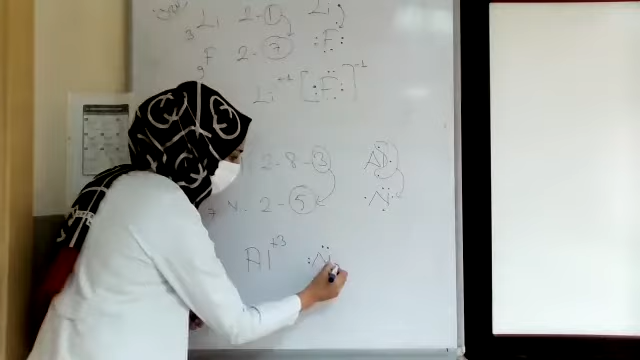 3 Li 2-1 Li
9 F 2-7 F
Li +1 [F] -1
2-8-3 Al
7 N 2-5 N
Al +3 N